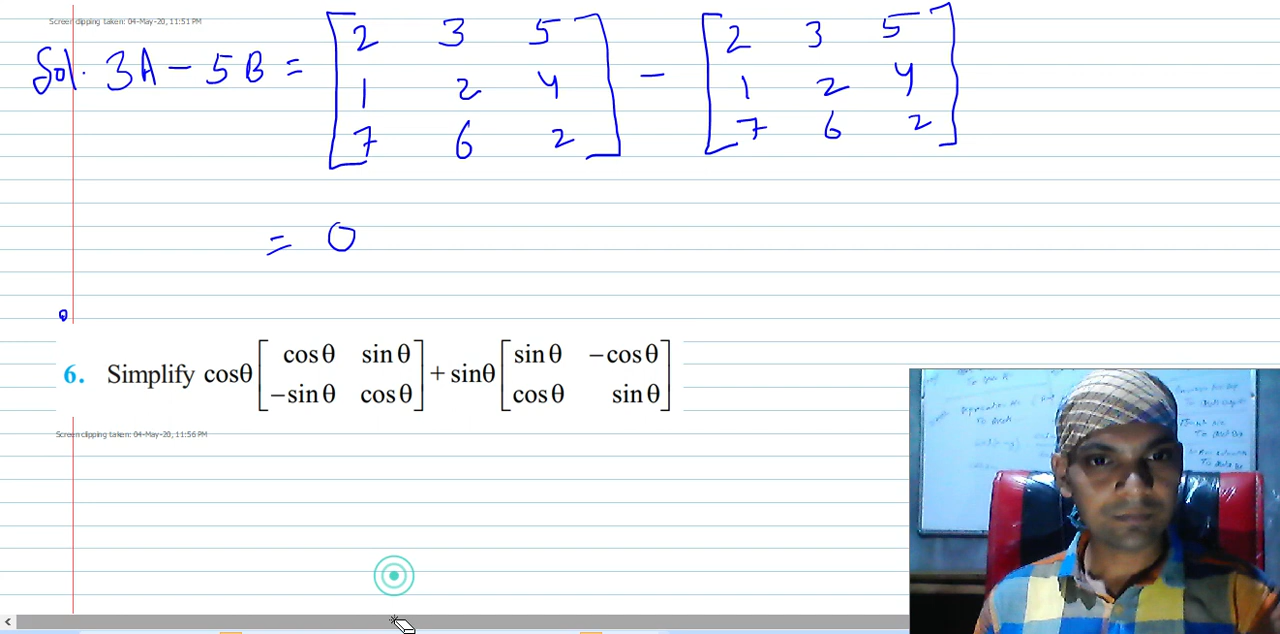 Screen clipping taken: 04-May-20, 11:51 PM
Sol. 3A - 5B = [2 3 5 - [2 3 5
1 2 4 1 2 4
7 6 2] 7 6 2]
= 0
6. Simplify cosθ [cosθ sinθ + sinθ [sinθ −cosθ
−sinθ cosθ] cosθ sinθ]
Screen clipping taken: 04-May-20, 11:56 PM